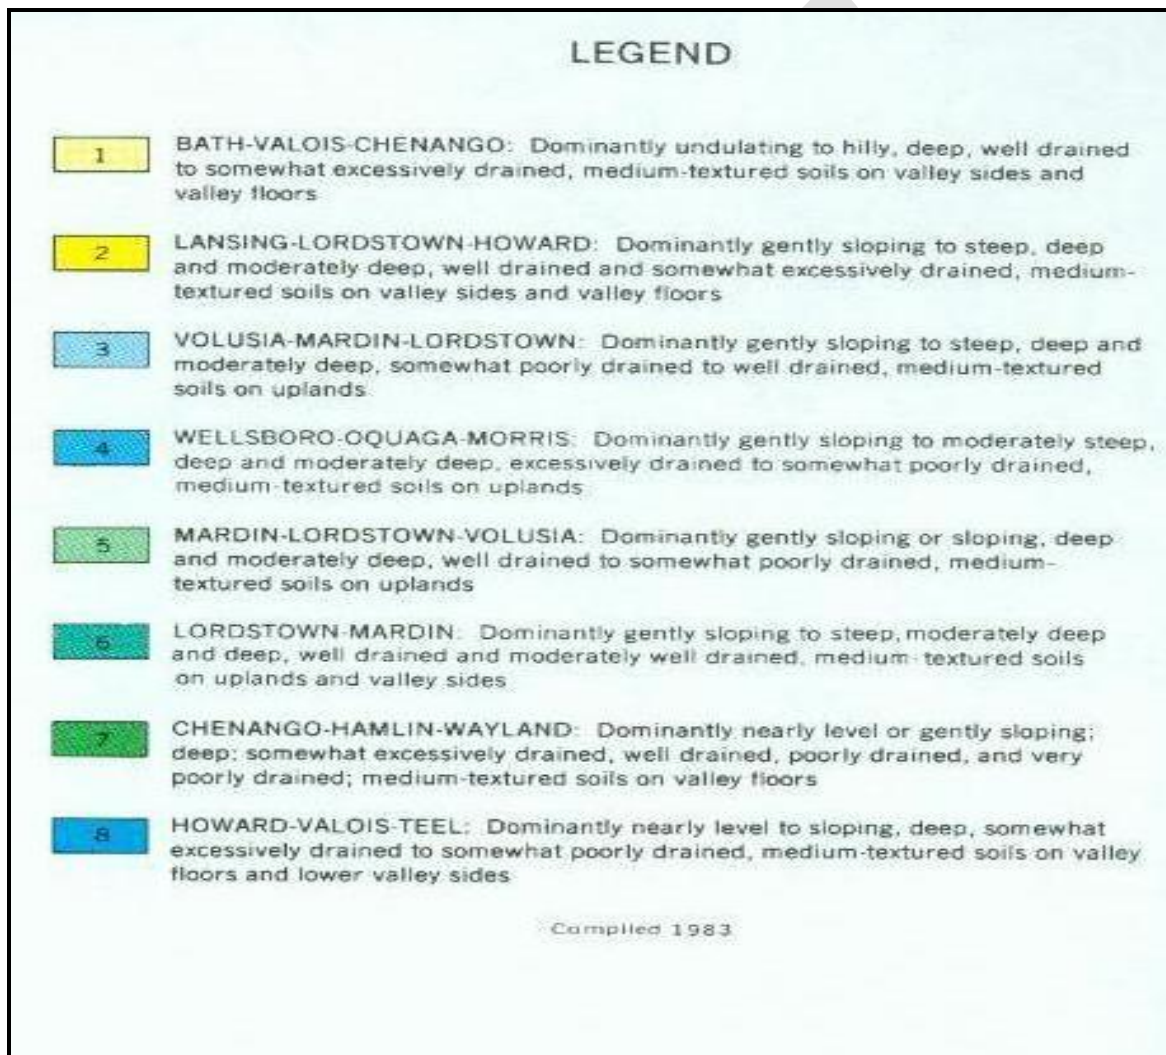 LEGEND
1
BATH-VALOIS-CHENANGO: Dominantly undulating to hilly, deep, well drained
to somewhat excessively drained, medium-textured soils on valley sides and
valley floors
2
LANSING-LORDSTOWN-HOWARD: Dominantly gently sloping to steep, deep
and moderately deep, well drained and somewhat excessively drained, medium-
textured soils on valley sides and valley floors
3
VOLUSIA-MARDIN-LORDSTOWN: Dominantly gently sloping to steep, deep and
moderately deep, somewhat poorly drained to well drained, medium-textured
soils on uplands
4
WELLSBORO-OQUAGA-MORRIS: Dominantly gently sloping to moderately steep,
deep and moderately deep, excessively drained to somewhat poorly drained,
medium-textured soils on uplands
5
MARDIN-LORDSTOWN-VOLUSIA: Dominantly gently sloping or sloping, deep
and moderately deep, well drained to somewhat poorly drained, medium-
textured soils on uplands
6
LORDSTOWN-MARDIN: Dominantly gently sloping to steep, moderately deep
and deep, well drained and moderately well drained, medium-textured soils
on uplands and valley sides
7
CHENANGO-HAMLIN-WAYLAND: Dominantly nearly level or gently sloping;
deep; somewhat excessively drained, well drained, poorly drained, and very
poorly drained; medium-textured soils on valley floors
8
HOWARD-VALOIS-TEEL: Dominantly nearly level to sloping, deep, somewhat
excessively drained to somewhat poorly drained, medium-textured soils on valley
floors and lower valley sides
Compiled 1983